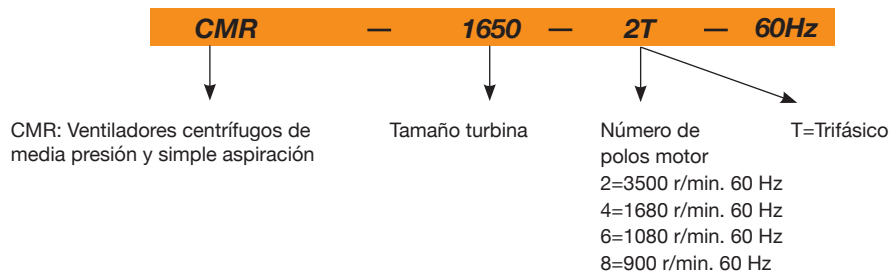 CMR — 1650 — 2T — 60Hz
CMR: Ventiladores centrífugos de
media presión y simple aspiración
Tamaño turbina
Número de
polos motor
2=3500 r/min. 60 Hz
4=1680 r/min. 60 Hz
6=1080 r/min. 60 Hz
8=900 r/min. 60 Hz
T=Trifásico